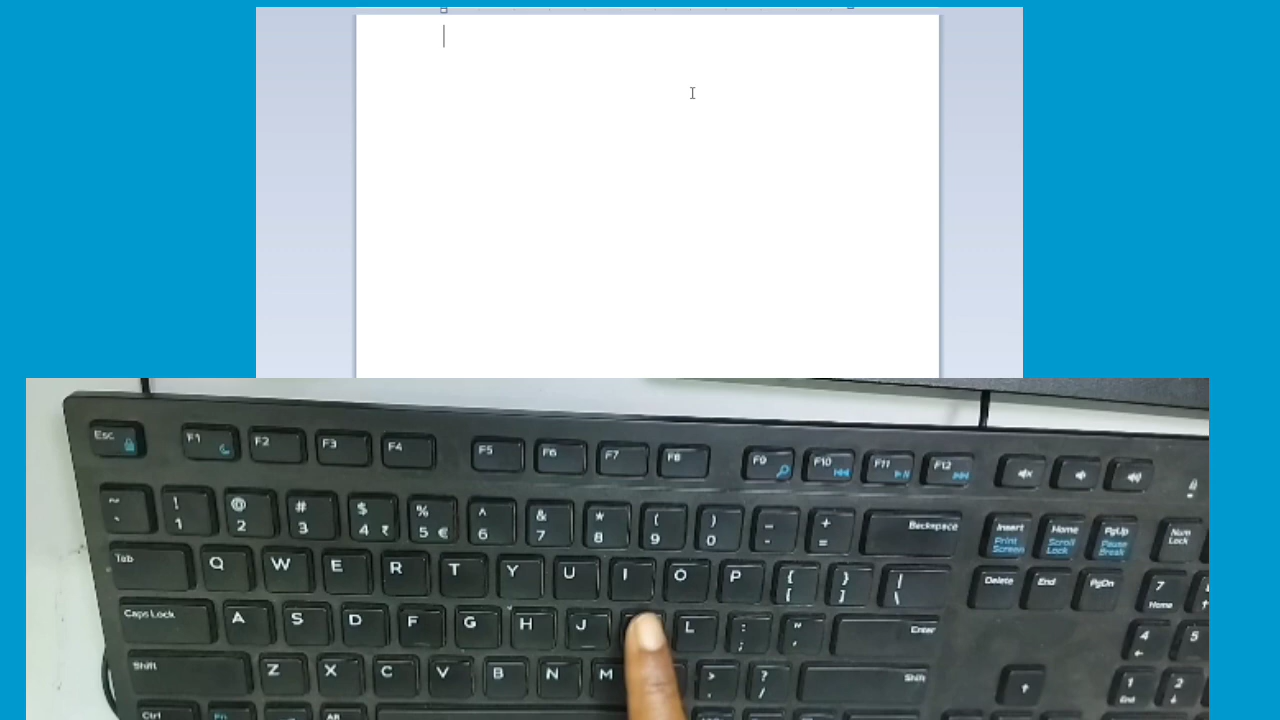 Esc F1 F2 F3 F4 F5 F6 F7 F8 F9 F10 F11 F12
~ ! @ # $ % ^ & * ( ) _ + Backspace Insert Home PgUp Num
` 1 2 3 4 ₹ 5 € 6 7 8 9 0 - = Print Screen Scroll Lock Pause Break Lock
Tab Q W E R T Y U I O P { } | Delete End PgDn 7
[ ] \ Home
Caps Lock A S D F G H J L : " Enter 4 5
; '
Shift Z X C V B N M > ? Shift 1 2
. / End
Ctrl Fn Alt